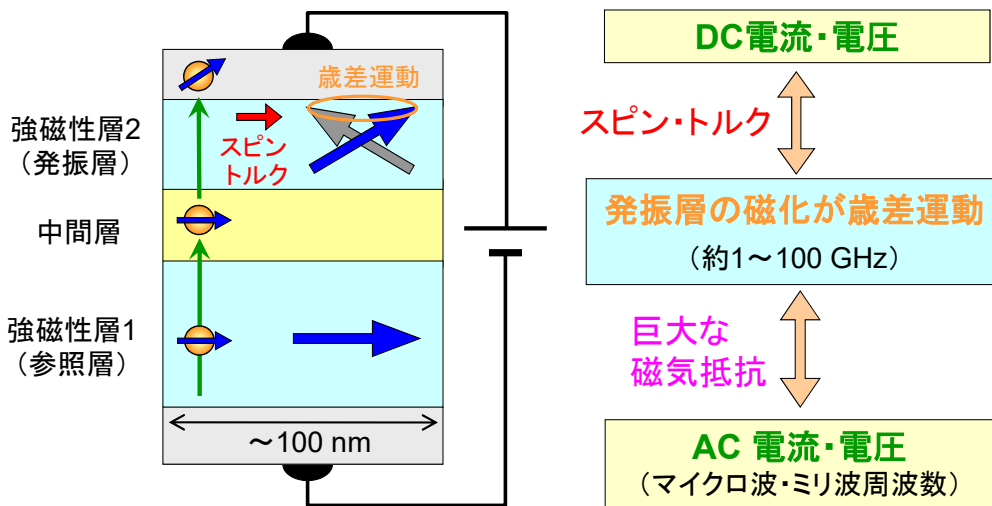 歳差運動
スピン
トルク
強磁性層2
（発振層）
中間層
強磁性層1
（参照層）
～100 nm
DC電流・電圧
スピン・トルク
発振層の磁化が歳差運動
（約1～100 GHz）
巨大な
磁気抵抗
AC 電流・電圧
（マイクロ波・ミリ波周波数）